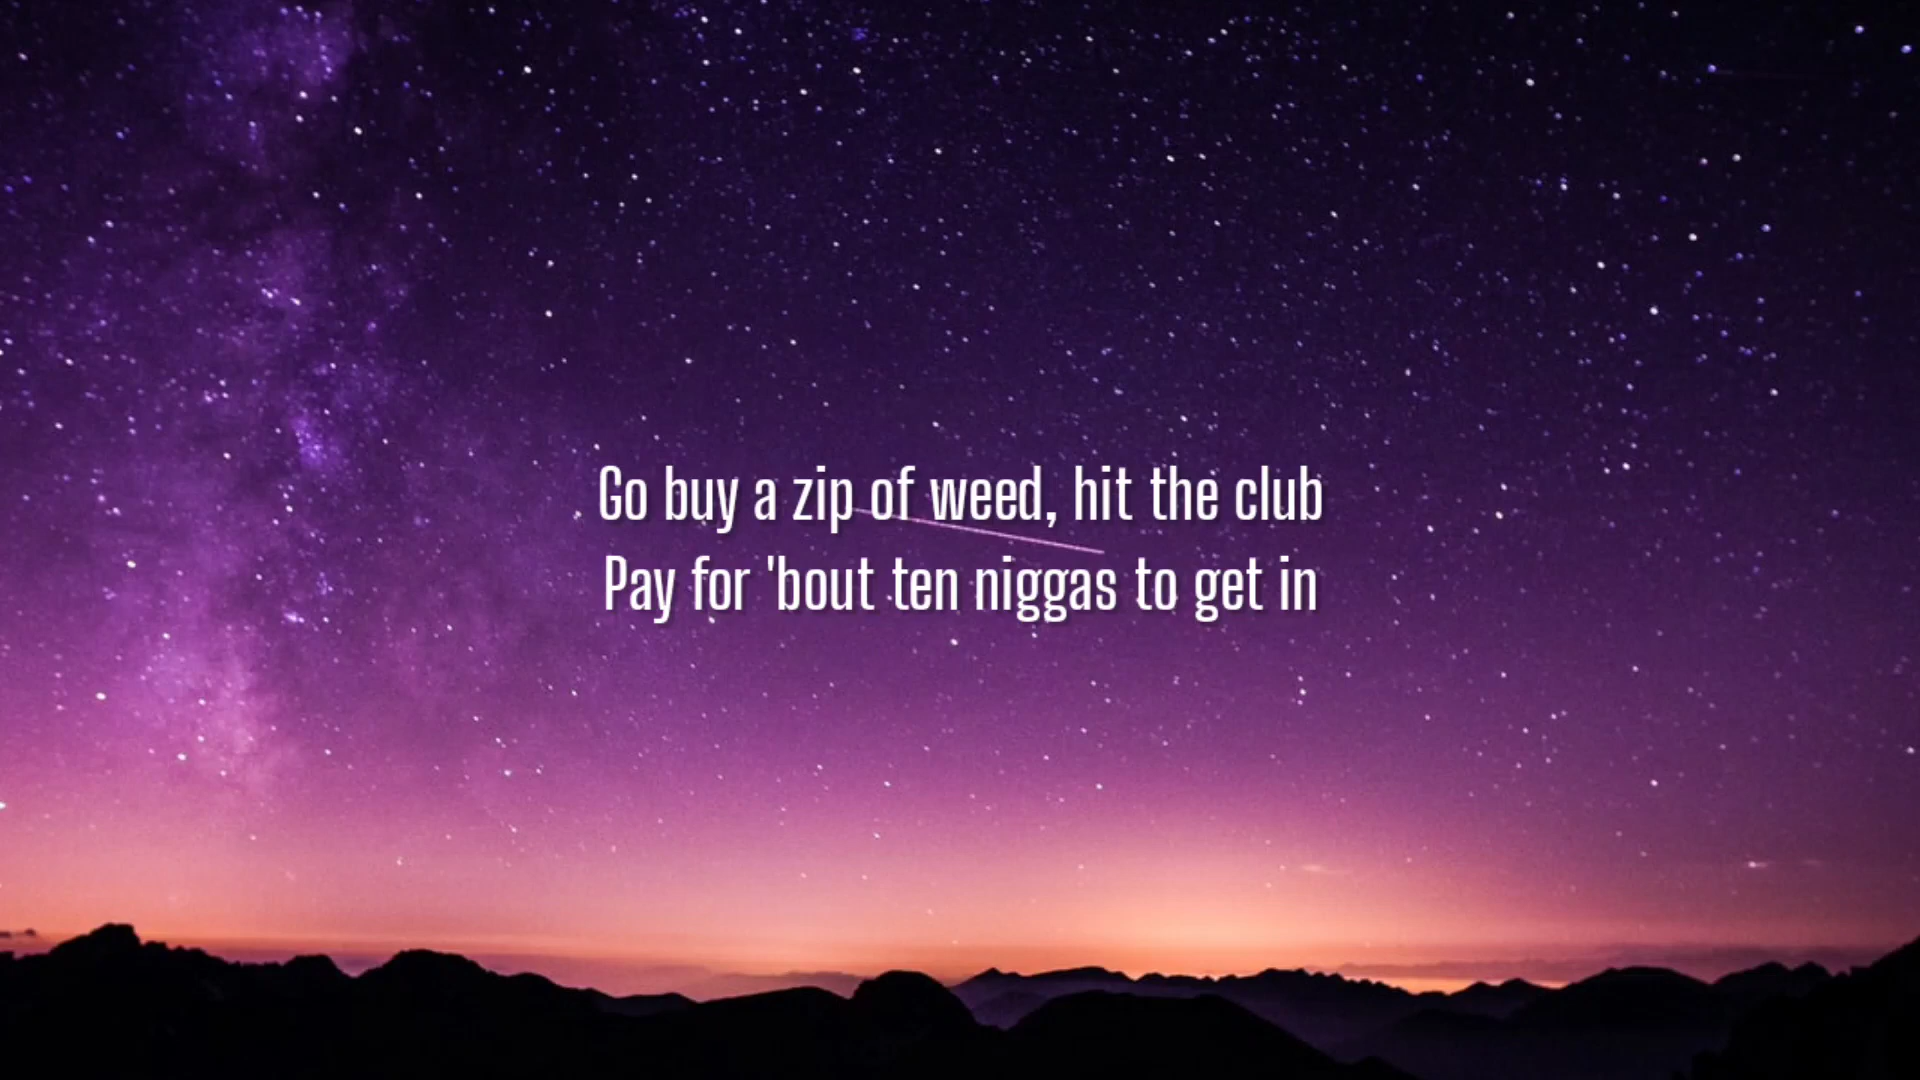 Go buy a zip of weed, hit the club
Pay for 'bout ten niggas to get in